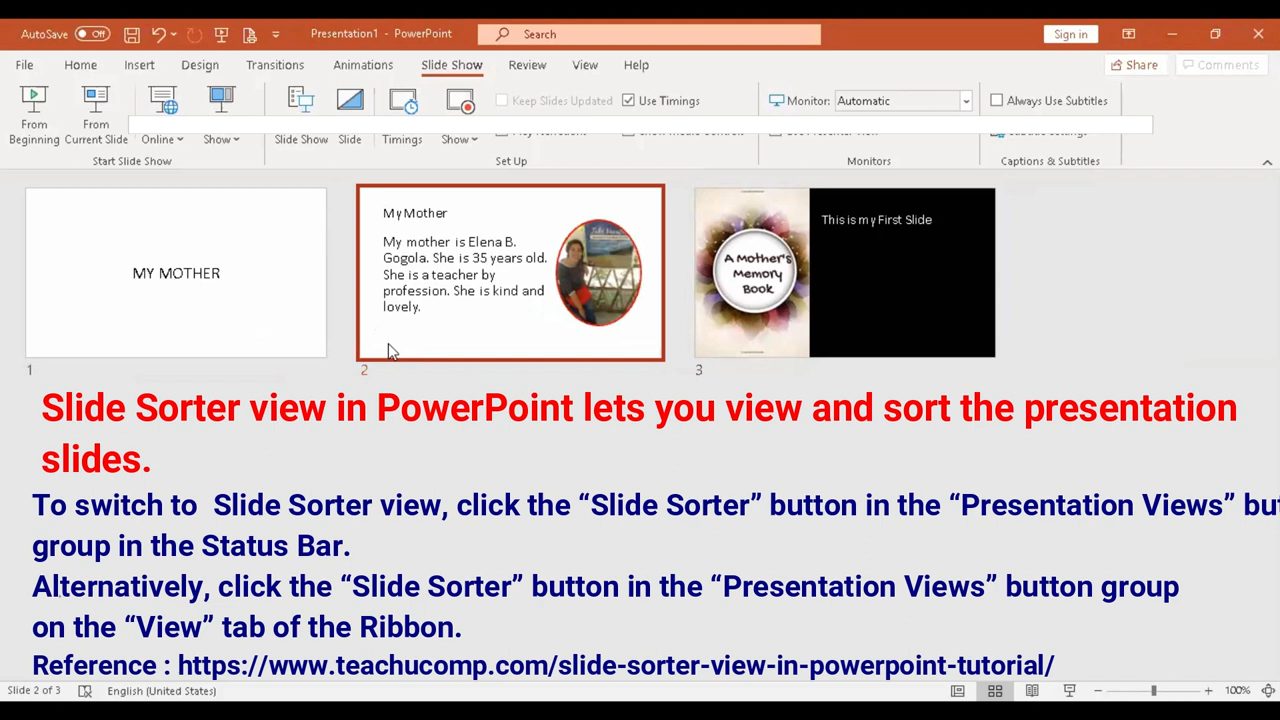 AutoSave Off Presentation1 - PowerPoint Search Sign in
File Home Insert Design Transitions Animations Slide Show Review View Help Share Comments
Keep Slides Updated Use Timings Monitor: Automatic Always Use Subtitles
From Beginning From Current Slide Online Show Slide Show Slide Timings Show
Start Slide Show Set Up Monitors Captions & Subtitles
MY MOTHER
1
My Mother
My mother is Elena B.
Gogola. She is 35 years old.
She is a teacher by
profession. She is kind and
lovely.
2
A Mother's
Memory
Book
This is my First Slide
3
Slide Sorter view in PowerPoint lets you view and sort the presentation
slides.
To switch to Slide Sorter view, click the “Slide Sorter” button in the “Presentation Views” but
group in the Status Bar.
Alternatively, click the “Slide Sorter” button in the “Presentation Views” button group
on the “View” tab of the Ribbon.
Reference : https://www.teachucomp.com/slide-sorter-view-in-powerpoint-tutorial/
Slide 2 of 3 English (United States) 100%